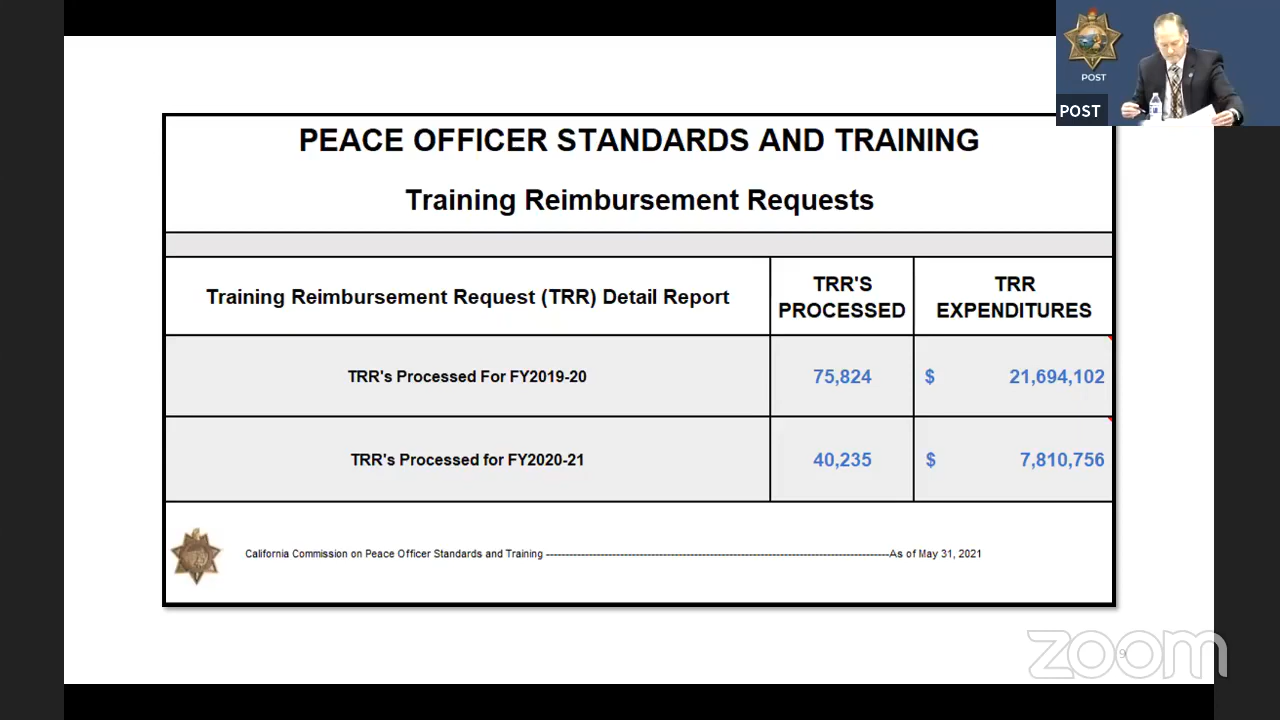 POST
POST
PEACE OFFICER STANDARDS AND TRAINING
Training Reimbursement Requests
Training Reimbursement Request (TRR) Detail Report
TRR'S
PROCESSED
TRR
EXPENDITURES
TRR's Processed For FY2019-20
75,824
$ 21,694,102
TRR's Processed for FY2020-21
40,235
$ 7,810,756
California Commission on Peace Officer Standards and Training ---------------------------------------------------------------------------------------------------As of May 31, 2021
zoom
9